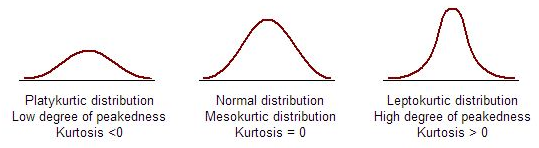 Platykurtic distribution
Low degree of peakedness
Kurtosis <0
Normal distribution
Mesokurtic distribution
Kurtosis = 0
Leptokurtic distribution
High degree of peakedness
Kurtosis > 0